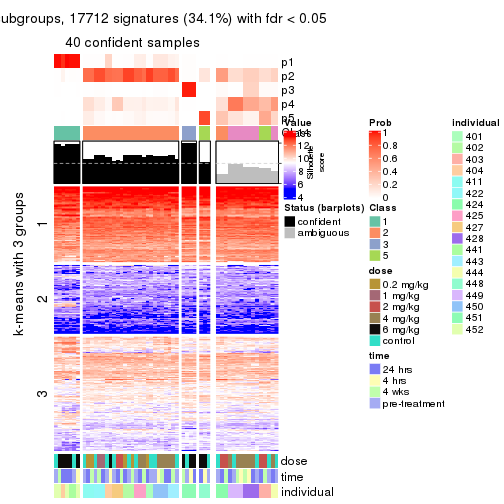 ubgroups, 17712 signatures (34.1%) with fdr < 0.05
40 confident samples
p1
p2
p3
p4
p5
Class
1
0.5
0
Silhouette
score
k-means with 3 groups
1
2
3
dose
time
individual
Value
14
12
10
8
6
4
Status (barplots)
confident
ambiguous
Prob
1
0.8
0.6
0.4
0.2
0
Class
1
2
3
5
dose
0.2 mg/kg
1 mg/kg
2 mg/kg
4 mg/kg
6 mg/kg
control
time
24 hrs
4 hrs
4 wks
pre-treatment
individual
401
402
403
404
411
422
424
425
427
428
441
443
444
448
449
450
451
452